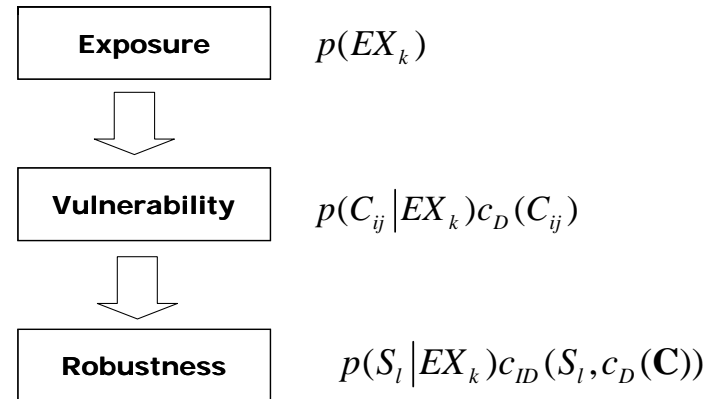 Exposure p(EX_k)
Vulnerability p(C_ij|EX_k)c_D(C_ij)
Robustness p(S_l|EX_k)c_ID(S_l,c_D(C))